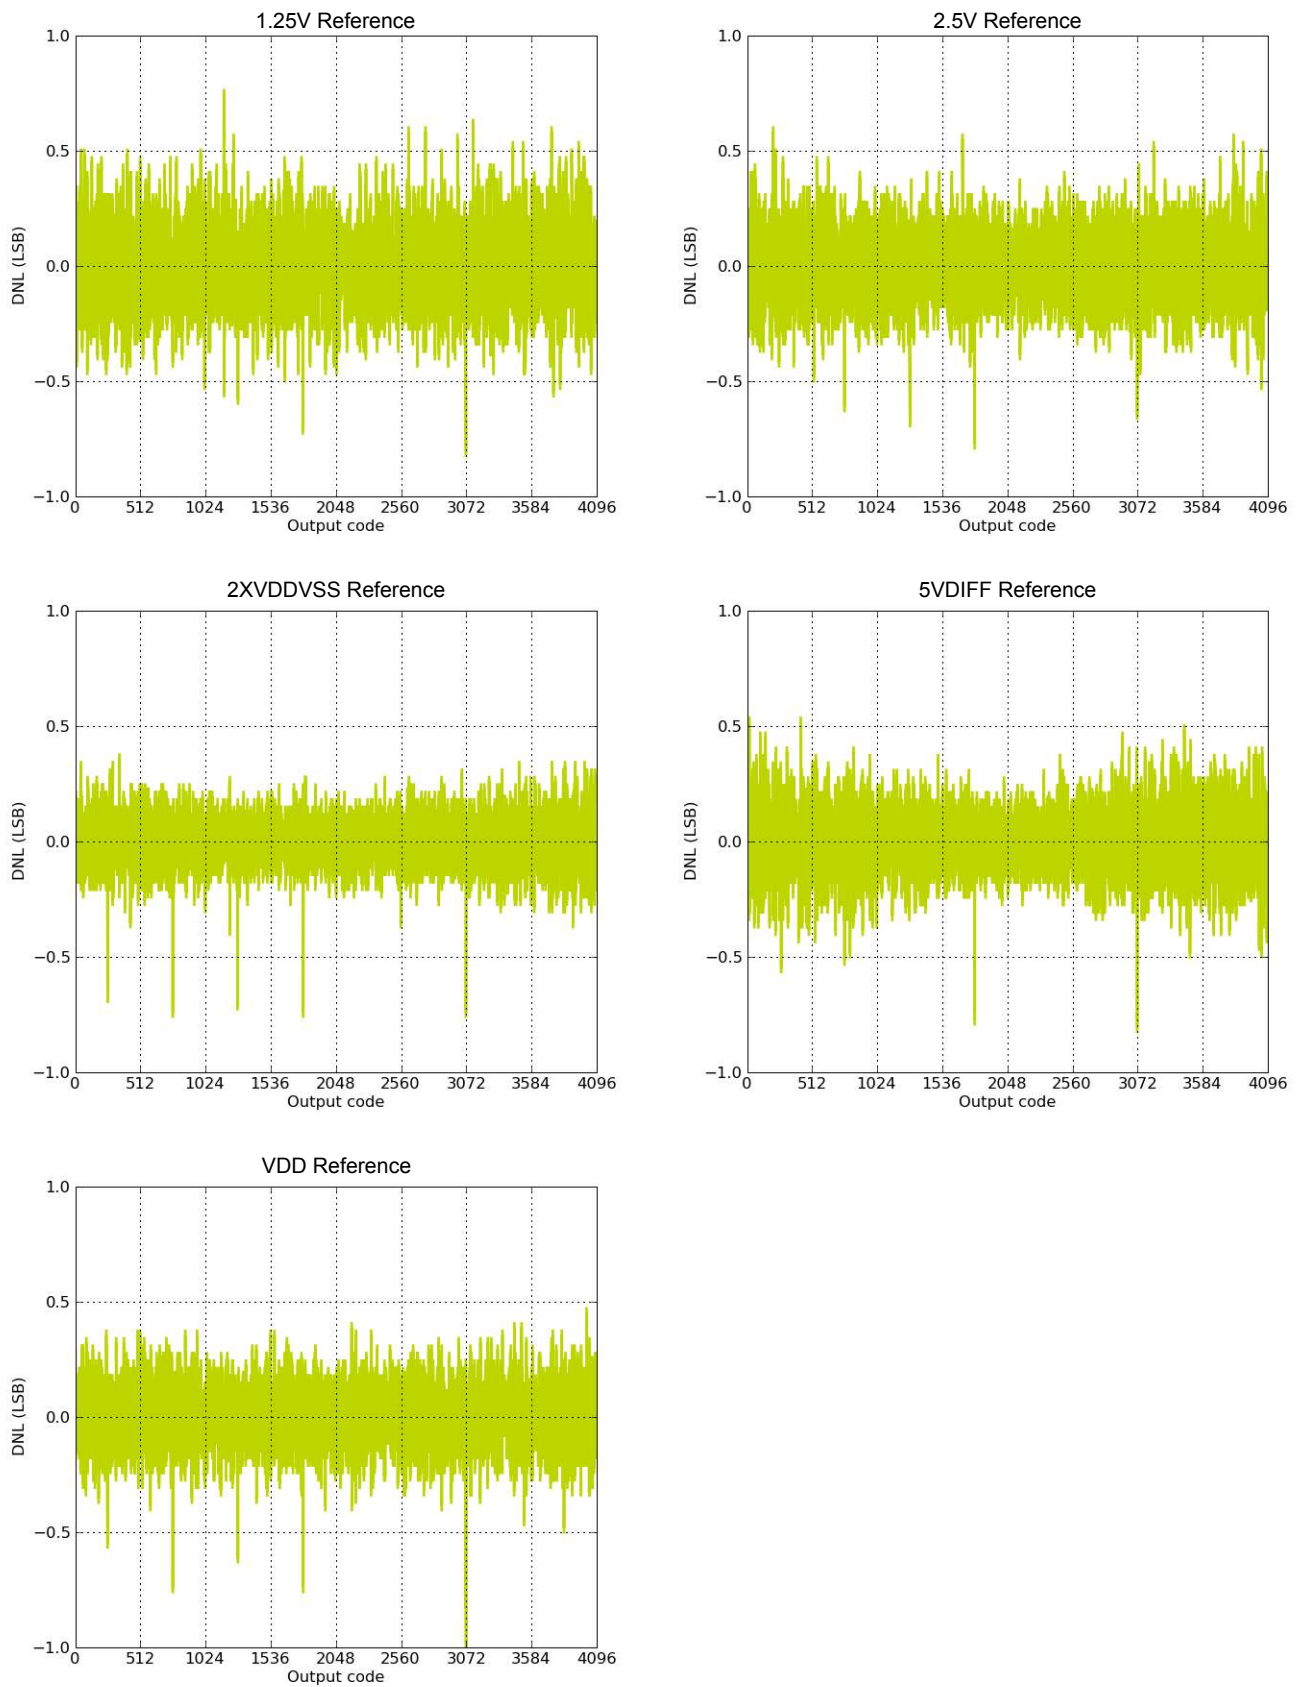 1.25V Reference
1.0
0.5
0.0
−0.5
−1.0
DNL (LSB)
0 512 1024 1536 2048 2560 3072 3584 4096
Output code
2.5V Reference
1.0
0.5
0.0
−0.5
−1.0
DNL (LSB)
0 512 1024 1536 2048 2560 3072 3584 4096
Output code
2XVDDVSS Reference
1.0
0.5
0.0
−0.5
−1.0
DNL (LSB)
0 512 1024 1536 2048 2560 3072 3584 4096
Output code
5VDIFF Reference
1.0
0.5
0.0
−0.5
−1.0
DNL (LSB)
0 512 1024 1536 2048 2560 3072 3584 4096
Output code
VDD Reference
1.0
0.5
0.0
−0.5
−1.0
DNL (LSB)
0 512 1024 1536 2048 2560 3072 3584 4096
Output code